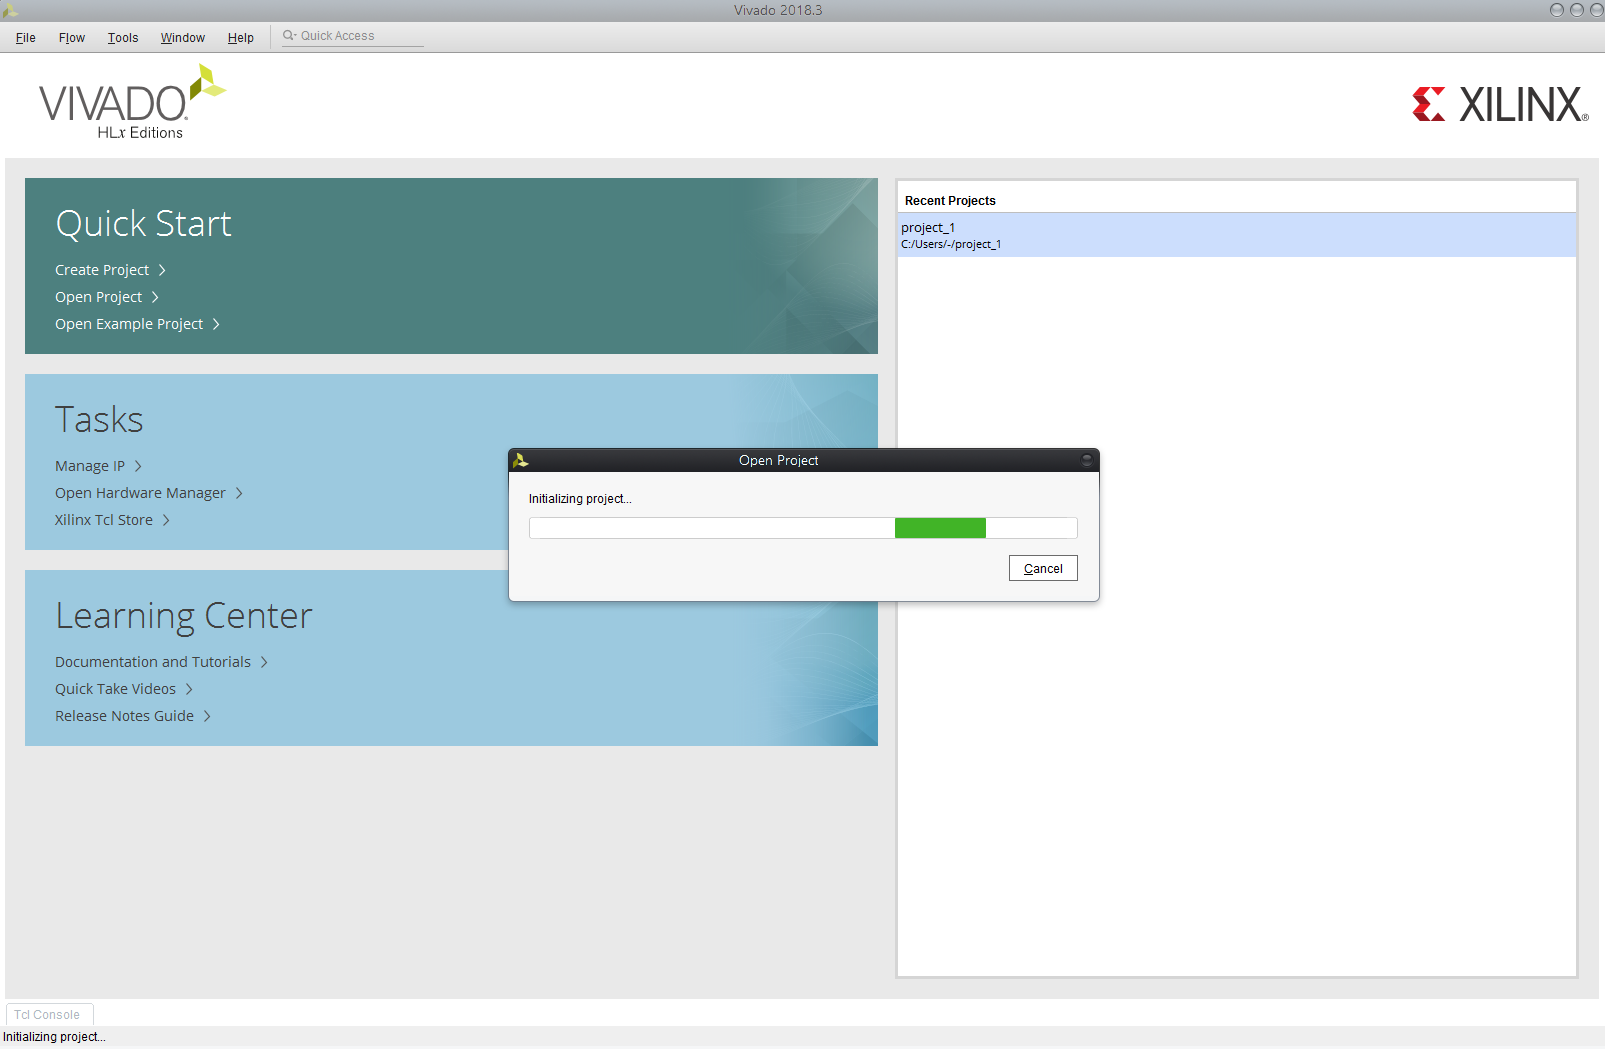 Vivado 2018.3
File Flow Tools Window Help Quick Access
VIVADO.
HLx Editions
XILINX®
Quick Start
Create Project
Open Project
Open Example Project
Tasks
Manage IP
Open Hardware Manager
Xilinx Tcl Store
Learning Center
Documentation and Tutorials
Quick Take Videos
Release Notes Guide
Recent Projects
project_1
C:/Users/-/project_1
Open Project
Initializing project...
Cancel
Tcl Console
Initializing project...